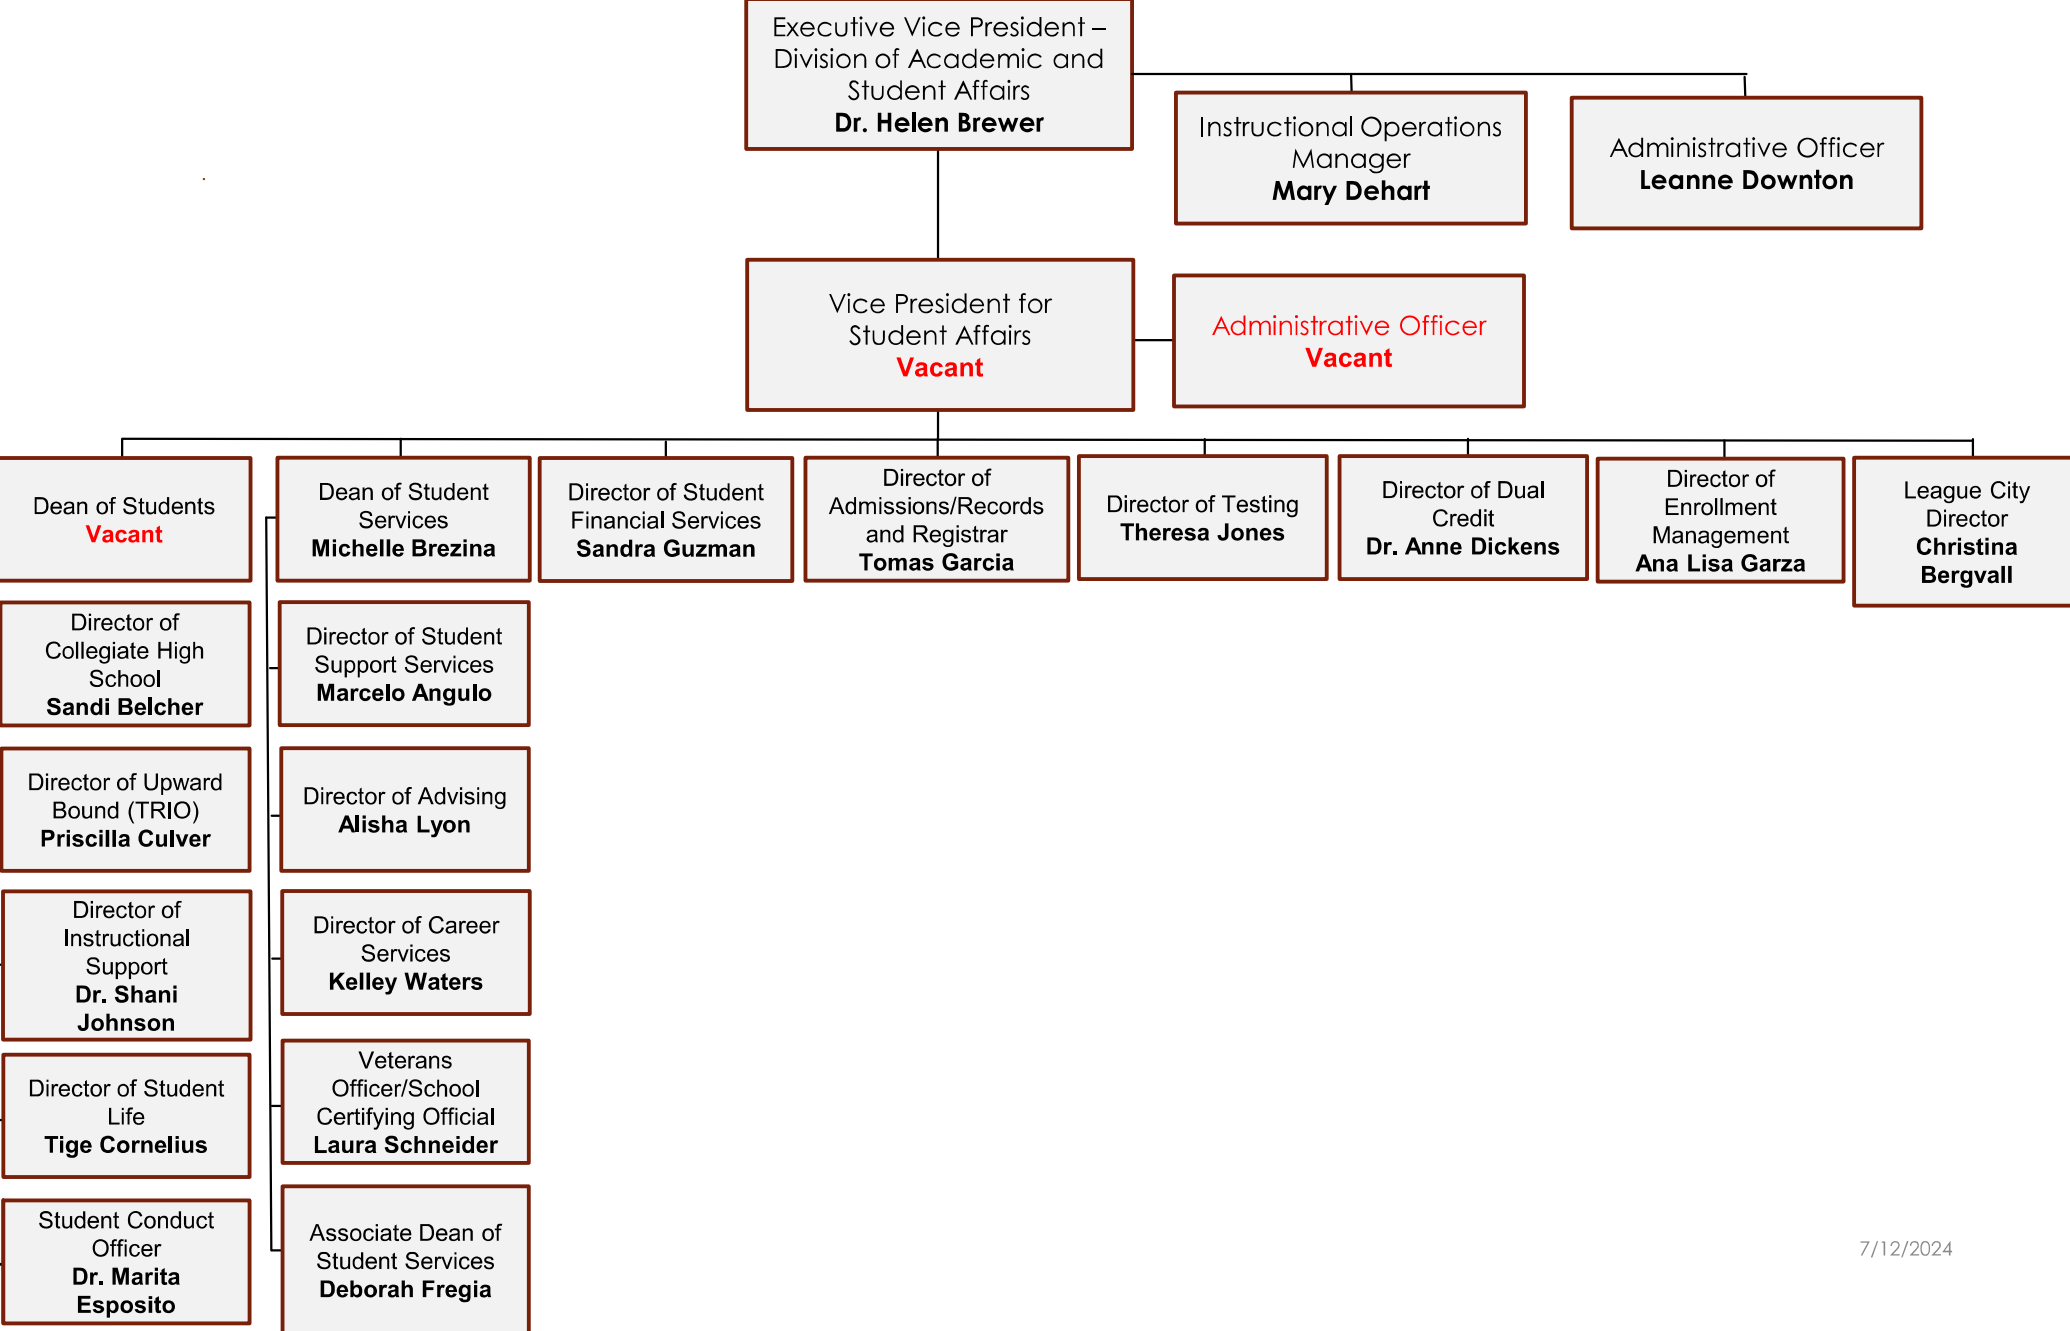 Executive Vice President –
Division of Academic and
Student Affairs
Dr. Helen Brewer
Instructional Operations
Manager
Mary Dehart
Administrative Officer
Leanne Downton
Vice President for
Student Affairs
Vacant
Administrative Officer
Vacant
Dean of Students
Vacant
Dean of Student
Services
Michelle Brezina
Director of Student
Financial Services
Sandra Guzman
Director of
Admissions/Records
and Registrar
Tomas Garcia
Director of Testing
Theresa Jones
Director of Dual
Credit
Dr. Anne Dickens
Director of
Enrollment
Management
Ana Lisa Garza
League City
Director
Christina
Bergvall
Director of
Collegiate High
School
Sandi Belcher
Director of Student
Support Services
Marcelo Angulo
Director of Upward
Bound (TRIO)
Priscilla Culver
Director of Advising
Alisha Lyon
Director of
Instructional
Support
Dr. Shani
Johnson
Director of Career
Services
Kelley Waters
Director of Student
Life
Tige Cornelius
Veterans
Officer/School
Certifying Official
Laura Schneider
Student Conduct
Officer
Dr. Marita
Esposito
Associate Dean of
Student Services
Deborah Fregia
7/12/2024